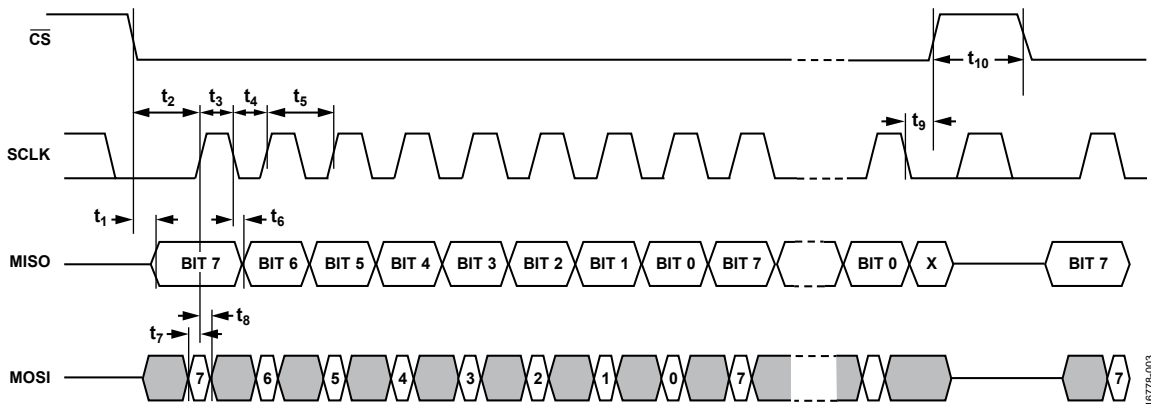 CS
t10
t2 t3 t4 t5
t9
SCLK
t1 t6
MISO BIT 7 BIT 6 BIT 5 BIT 4 BIT 3 BIT 2 BIT 1 BIT 0 BIT 7 BIT 0 X BIT 7
t7 t8
MOSI 7 6 5 4 3 2 1 0 7 7
16778-003